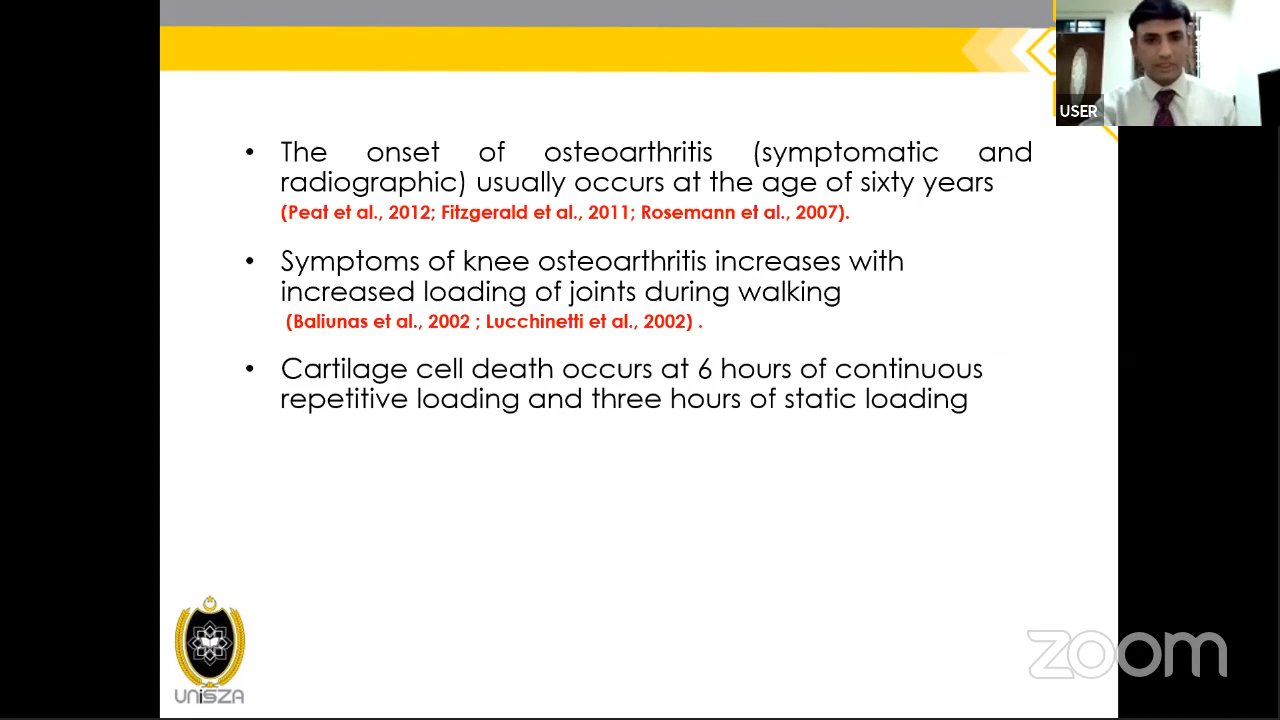 USER
• The onset of osteoarthritis (symptomatic and
radiographic) usually occurs at the age of sixty years
(Peat et al., 2012; Fitzgerald et al., 2011; Rosemann et al., 2007).
• Symptoms of knee osteoarthritis increases with
increased loading of joints during walking
(Baliunas et al., 2002 ; Lucchinetti et al., 2002) .
• Cartilage cell death occurs at 6 hours of continuous
repetitive loading and three hours of static loading
UNiSZA
zoom